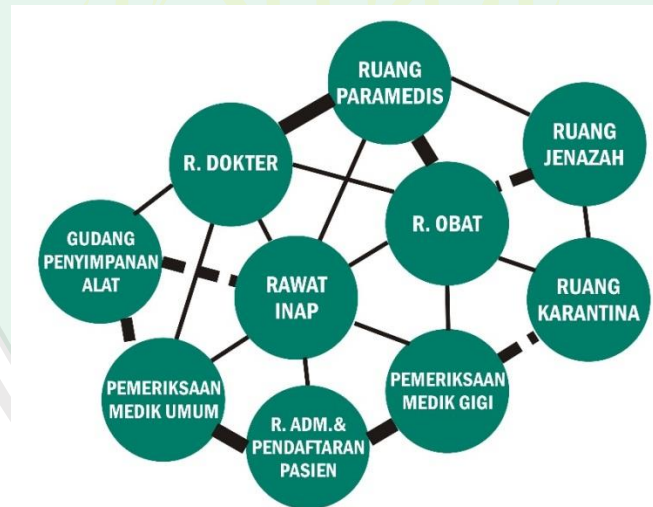 RUANG
PARAMEDIS
RUANG
JENAZAH
R. DOKTER
R. OBAT
GUDANG
PENYIMPANAN
ALAT
RAWAT
INAP
RUANG
KARANTINA
PEMERIKSAAN
MEDIK UMUM
PEMERIKSAAN
MEDIK GIGI
R. ADM.&
PENDAFTARAN
PASIEN